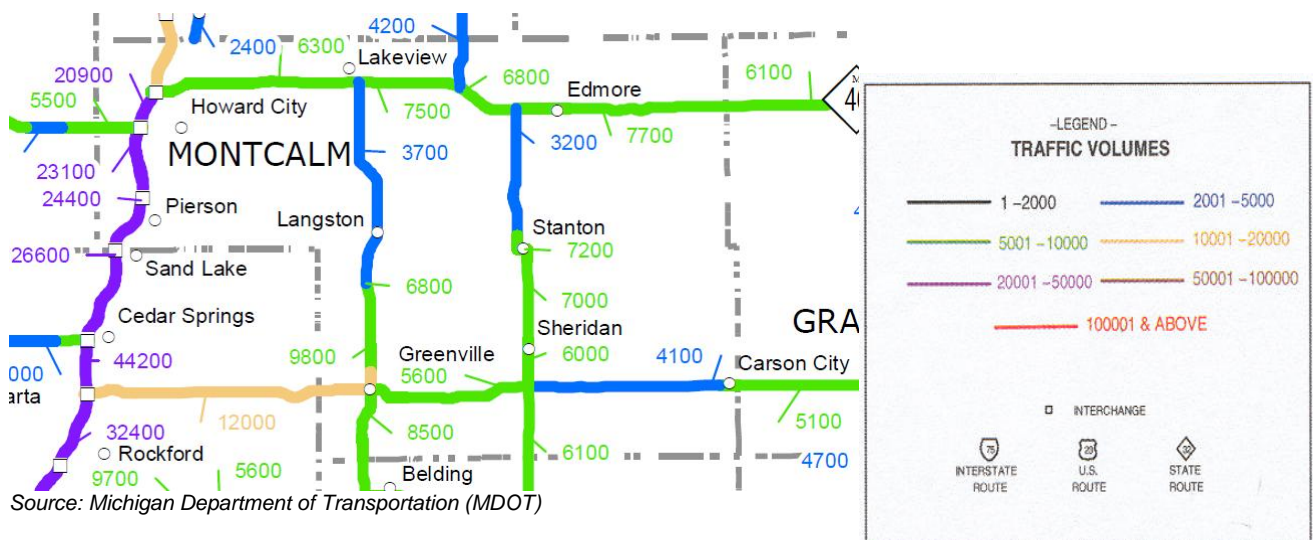 4200
2400
6300
Lakeview
20900
6800
6100
5500
Howard City
7500
Edmore
7700
M
23100
MONTCALM
3700
3200
24400
Pierson
Langston
Stanton
7200
26600
Sand Lake
6800
7000
Cedar Springs
Sheridan
GRA
9800
Greenville
6000
4100
Carson City
000
44200
5600
arta
12000
5100
32400
8500
6100
4700
Rockford
9700
5600
Belding
Source: Michigan Department of Transportation (MDOT)
–LEGEND–
TRAFFIC VOLUMES
1 –2000
2001 –5000
5001 –10000
10001 –20000
20001 –50000
50001 –100000
100001 & ABOVE
INTERCHANGE
75
23
32
INTERSTATE
ROUTE
U.S.
ROUTE
STATE
ROUTE